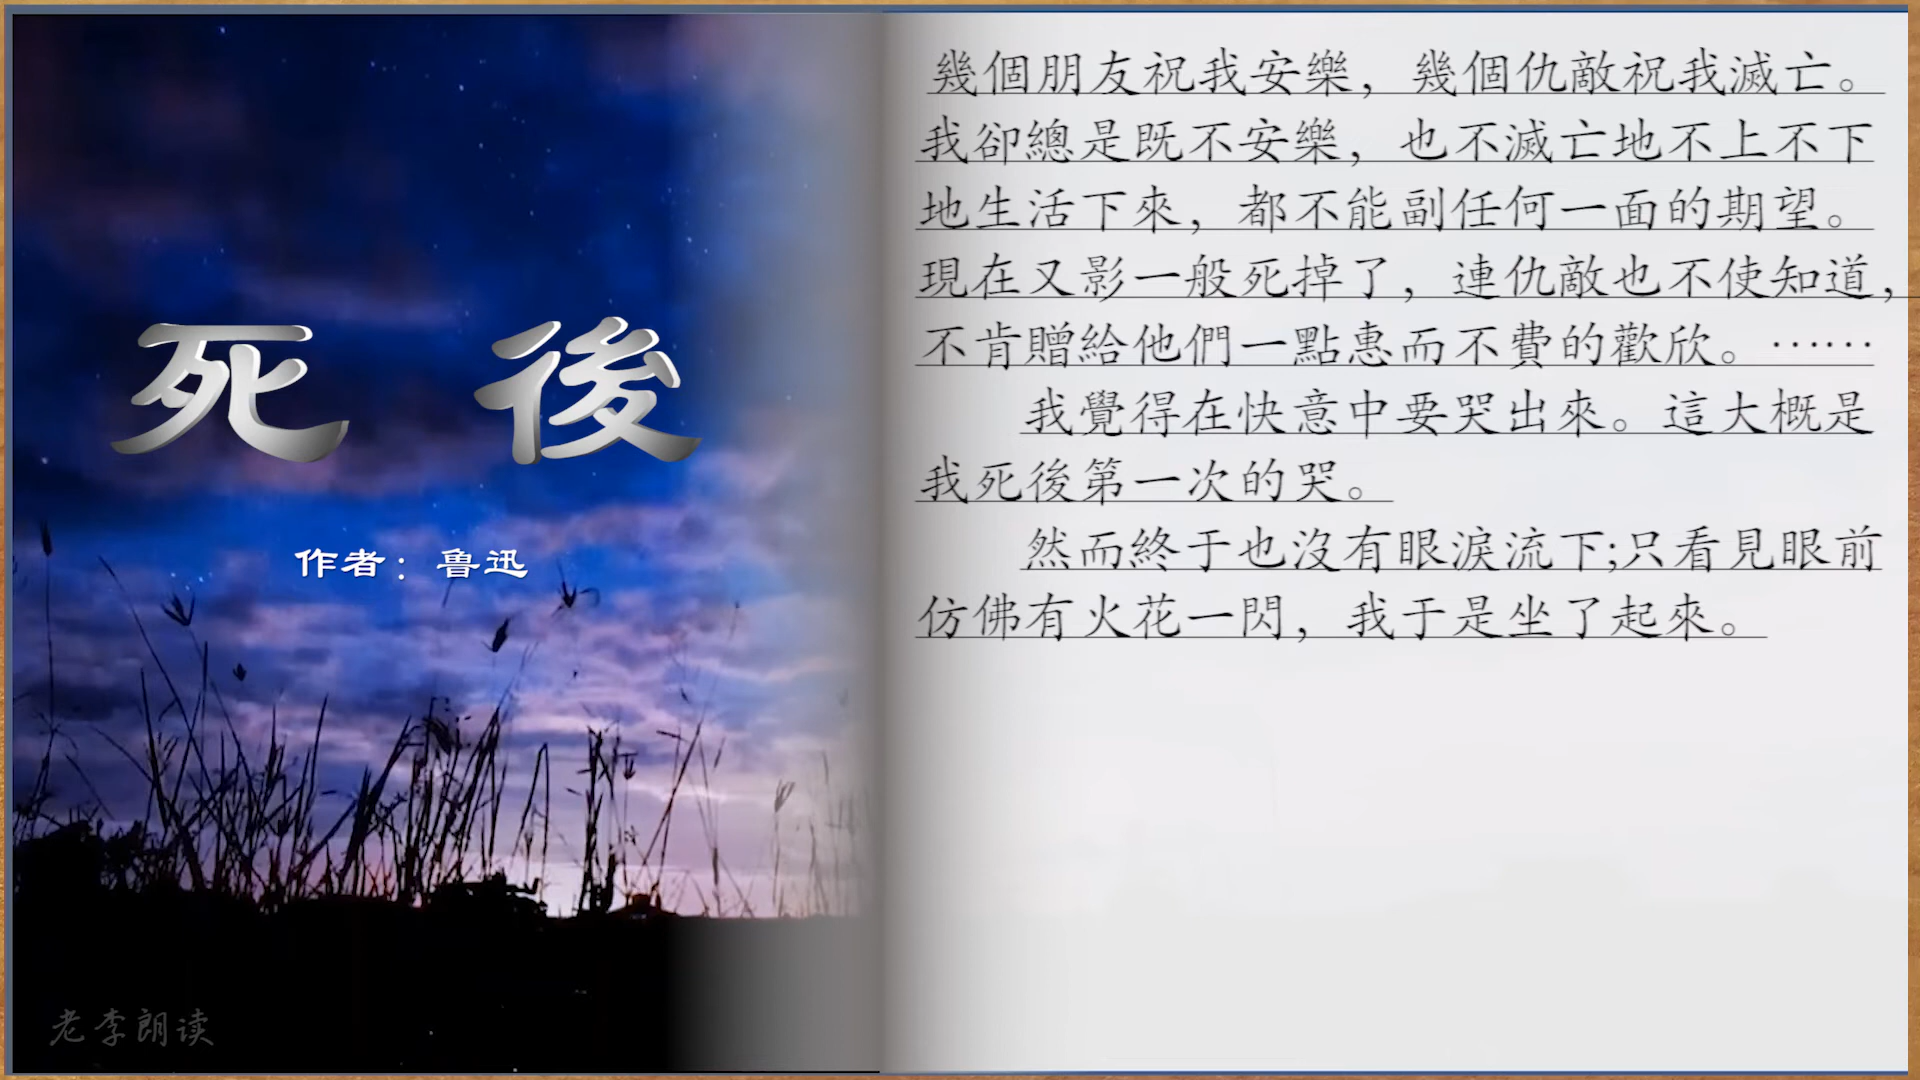 死 後
作者：魯迅
老李朗读
幾個朋友祝我安樂，幾個仇敵祝我滅亡。
我卻總是既不安樂，也不滅亡地不上不下
地生活下來，都不能副任何一面的期望。
現在又影一般死掉了，連仇敵也不使知道，
不肯贈給他們一點惠而不費的歡欣。……
我覺得在快意中要哭出來。這大概是
我死後第一次的哭。
然而終于也沒有眼淚流下;只看見眼前
仿佛有火花一閃，我于是坐了起來。